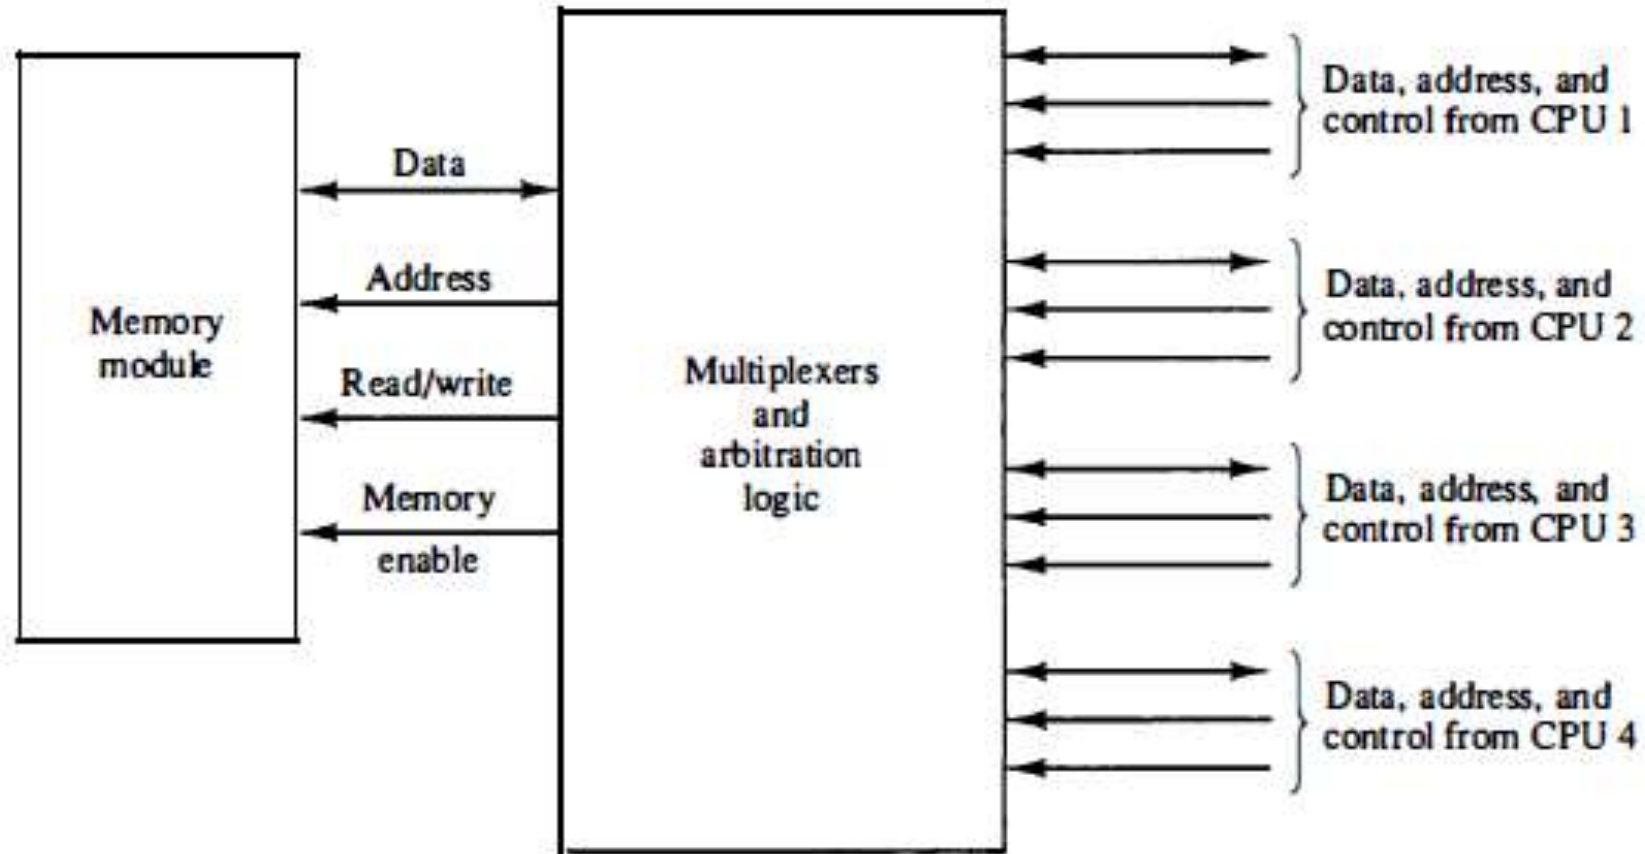 Memory
module
Data
Address
Read/write
Memory
enable
Multiplexers
and
arbitration
logic
Data, address, and
control from CPU 1
Data, address, and
control from CPU 2
Data, address, and
control from CPU 3
Data, address, and
control from CPU 4